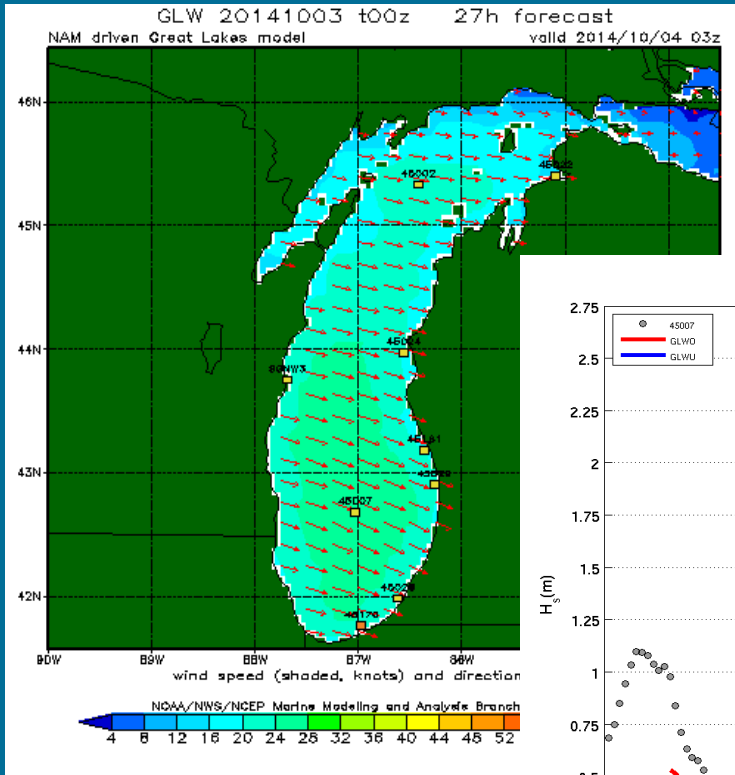 GLW 20141003 t00z 27h forecast
NAM driven Great Lakes model valid 2014/10/04 03z
46N
45N
44N
43N
42N
90W 89W 88W 87W 86W
45002
45022
45024
SGNW3
45161
45029
45007
45026
45170
wind speed (shaded, knots) and direction
NOAA/NWS/NCEP Marine Modeling and Analysis Branch
4 8 12 16 20 24 28 32 36 40 44 48 52
45007
GLWO
GLWU
2.75
2.5
2.25
2
1.75
1.5
1.25
1
0.75
Hs(m)